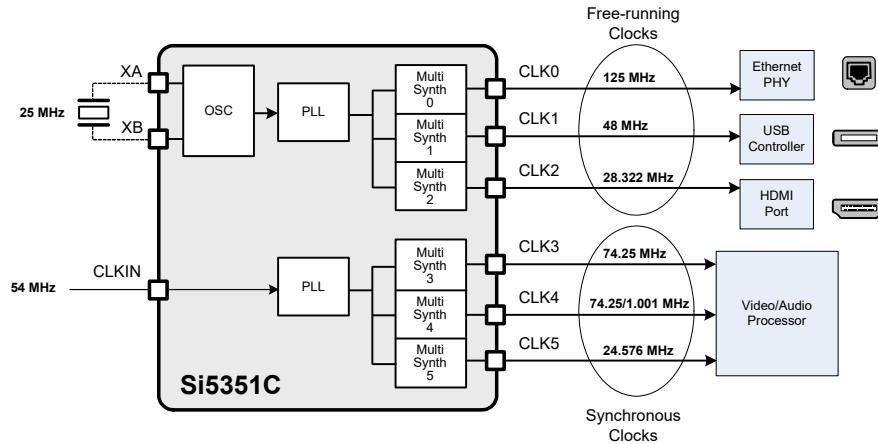 Free-running
Clocks
XA
25 MHz
XB
OSC
PLL
Multi
Synth
0
Multi
Synth
1
Multi
Synth
2
CLK0
125 MHz
Ethernet
PHY
CLK1
48 MHz
USB
Controller
CLK2
28.322 MHz
HDMI
Port
CLKIN
54 MHz
PLL
Multi
Synth
3
Multi
Synth
4
Multi
Synth
5
CLK3
74.25 MHz
CLK4
74.25/1.001 MHz
CLK5
24.576 MHz
Video/Audio
Processor
Si5351C
Synchronous
Clocks